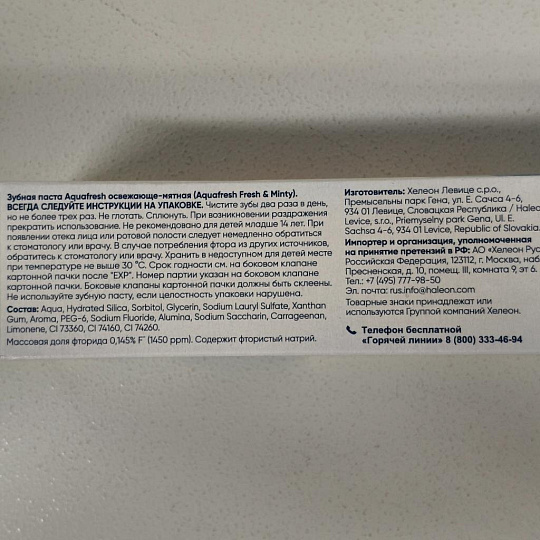 Зубная паста Aquafresh освежающе-мятная (Aquafresh Fresh & Minty).
ВСЕГДА СЛЕДУЙТЕ ИНСТРУКЦИИ НА УПАКОВКЕ. Чистите зубы два раза в день,
но не более трех раз. Не глотать. Сплюнуть. При возникновении раздражения
прекратить использование. Не рекомендовано для детей младше 14 лет. При
появлении отека лица или ротовой полости следует немедленно обратиться
к стоматологу или врачу. В случае потребления фтора из других источников,
обратитесь к стоматологу или врачу. Хранить в недоступном для детей месте
при температуре не выше 30 °C. Срок годности см. на боковом клапане
картонной пачки после "EXP". Номер партии указан на боковом клапане
картонной пачки. Боковые клапаны картонной пачки должны быть склеены.
Не используйте зубную пасту, если целостность упаковки нарушена.
Состав: Aqua, Hydrated Silica, Sorbitol, Glycerin, Sodium Lauryl Sulfate, Xanthan
Gum, Aroma, PEG-6, Sodium Fluoride, Alumina, Sodium Saccharin, Carrageenan,
Limonene, CI 73360, CI 74160, CI 74260.
Массовая доля фторида 0,145% F⁻ (1450 ppm). Содержит фтористый натрий.
Изготовитель: Хелеон Левице с.р.о.,
Премысельны парк Гена, ул. Е. Сачса 4-6,
934 01 Левице, Словацкая Республика / Haleo
Levice, s.r.o., Priemyselny park Gena, Ul. E.
Sachsa 4-6, 934 01 Levice, Republic of Slovakia.
Импортер и организация, уполномоченная
на принятие претензий в РФ: АО «Хелеон Рус
Российская Федерация, 123112, г. Москва, наб
Пресненская, д. 10, помещ. III, комната 9, эт 6.
Тел.: +7 (495) 777-98-50
Эл. почта: rus.info@haleon.com
Товарные знаки принадлежат или
используются Группой компаний Хелеон.
Телефон бесплатной
«Горячей линии» 8 (800) 333-46-94